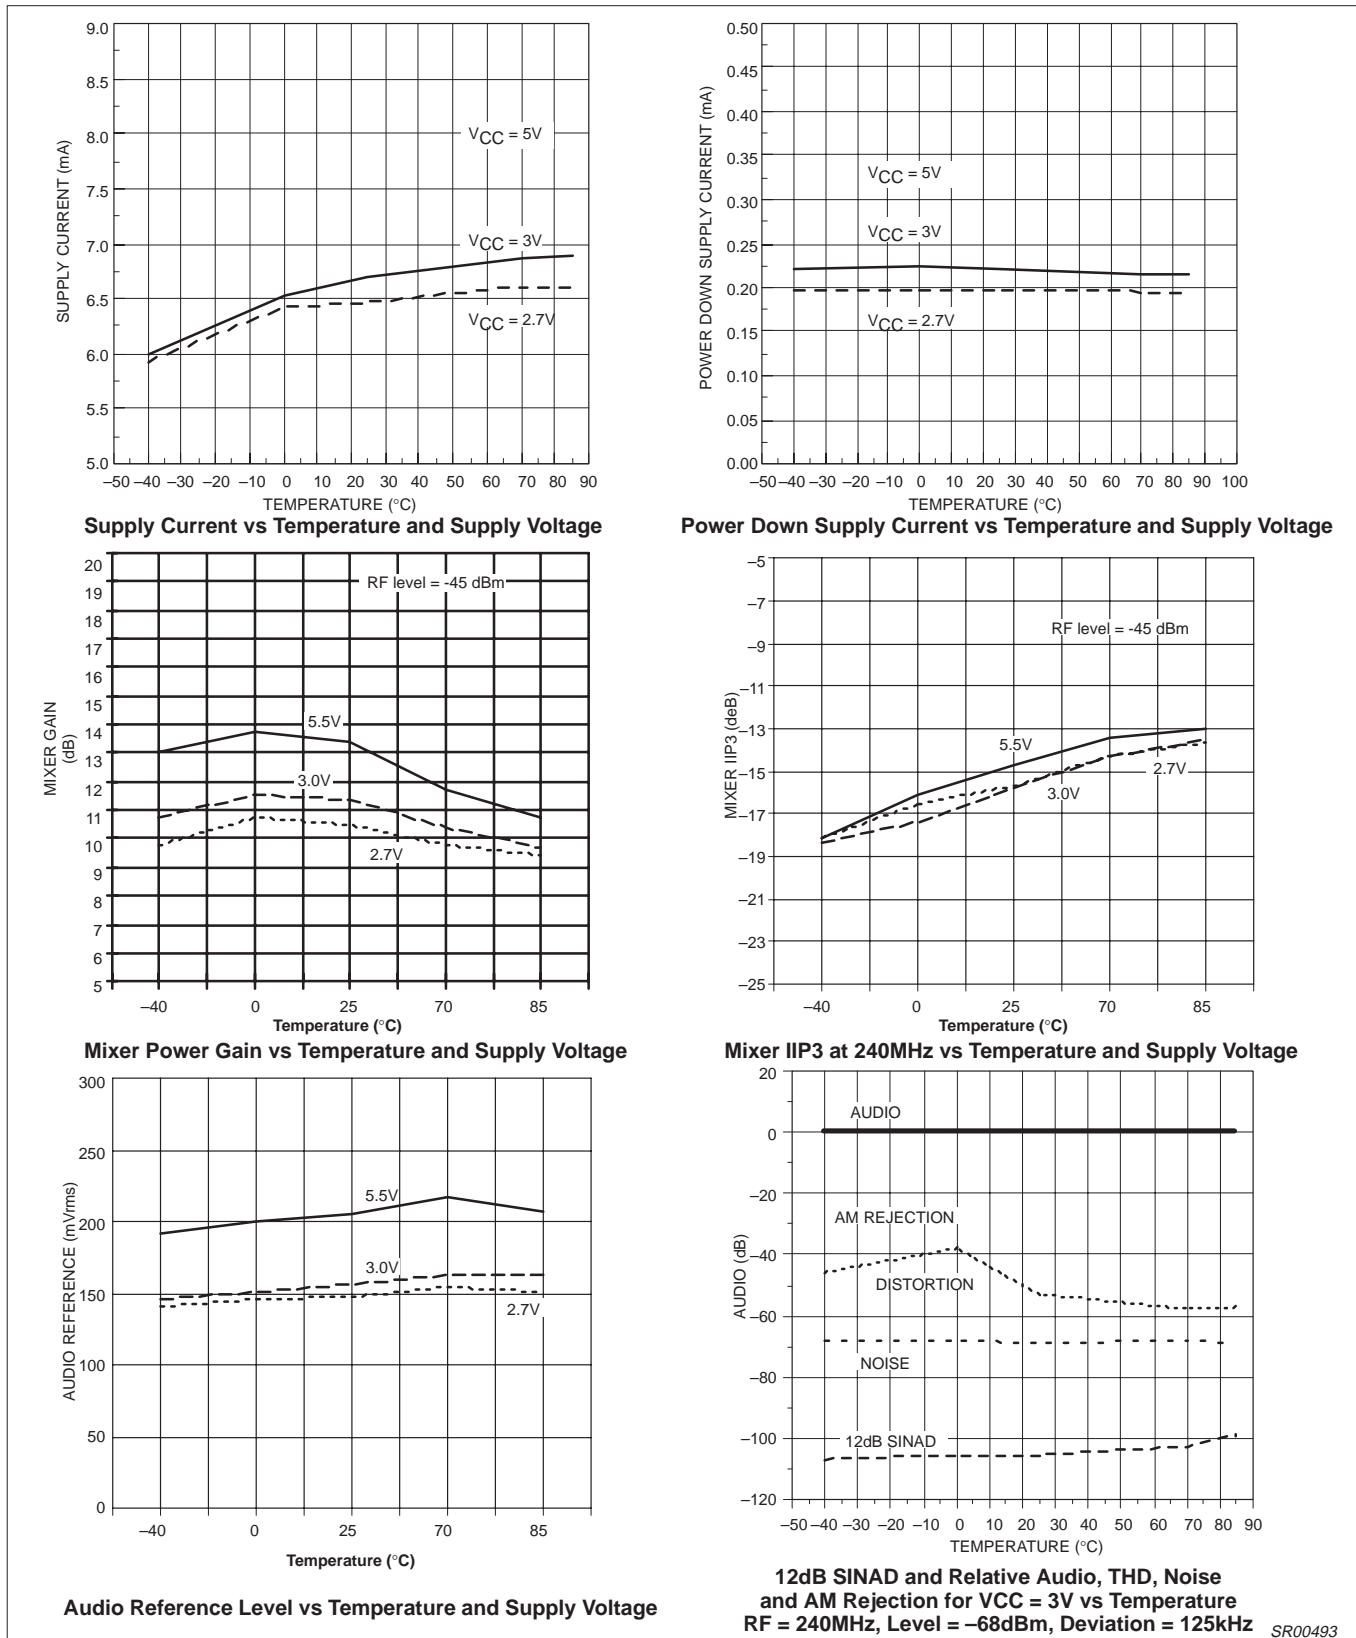 9.0
8.5
8.0
7.5
7.0
6.5
6.0
5.5
5.0
SUPPLY CURRENT (mA)
VCC = 5V
VCC = 3V
VCC = 2.7V
–50 –40 –30 –20 –10 0 10 20 30 40 50 60 70 80 90
TEMPERATURE (°C)
Supply Current vs Temperature and Supply Voltage
0.50
0.45
0.40
0.35
0.30
0.25
0.20
0.15
0.10
0.05
0.00
POWER DOWN SUPPLY CURRENT (mA)
VCC = 5V
VCC = 3V
VCC = 2.7V
–50 –40 –30 –20 –10 0 10 20 30 40 50 60 70 80 90 100
TEMPERATURE (°C)
Power Down Supply Current vs Temperature and Supply Voltage
20
19
18
17
16
15
14
13
12
11
10
9
8
7
6
5
MIXER GAIN
(dB)
RF level = -45 dBm
5.5V
3.0V
2.7V
–40 0 25 70 85
Temperature (°C)
Mixer Power Gain vs Temperature and Supply Voltage
–5
–7
–9
–11
–13
–15
–17
–19
–21
–23
–25
MIXER IIP3 (deB)
RF level = -45 dBm
5.5V
2.7V
3.0V
–40 0 25 70 85
Temperature (°C)
Mixer IIP3 at 240MHz vs Temperature and Supply Voltage
300
250
200
150
100
50
0
AUDIO REFERENCE (mVrms)
5.5V
3.0V
2.7V
–40 0 25 70 85
Temperature (°C)
Audio Reference Level vs Temperature and Supply Voltage
20
0
–20
–40
–60
–80
–100
–120
AUDIO (dB)
AUDIO
AM REJECTION
DISTORTION
NOISE
12dB SINAD
–50 –40 –30 –20 –10 0 10 20 30 40 50 60 70 80 90
TEMPERATURE (°C)
12dB SINAD and Relative Audio, THD, Noise
and AM Rejection for VCC = 3V vs Temperature
RF = 240MHz, Level = –68dBm, Deviation = 125kHz
SR00493